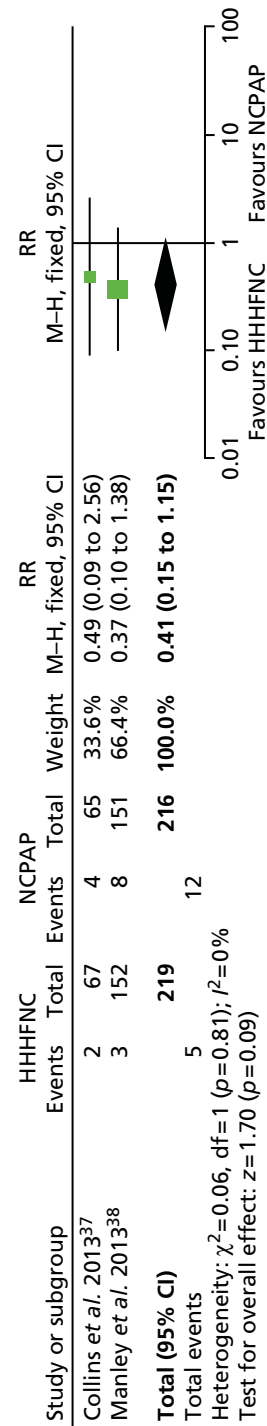 HHHFNC NCPAP RR RR
Study or subgroup Events Total Events Total Weight M–H, fixed, 95% CI M–H, fixed, 95% CI
Collins et al. 2013³⁷ 2 67 4 65 33.6% 0.49 (0.09 to 2.56)
Manley et al. 2013³⁸ 3 152 8 151 66.4% 0.37 (0.10 to 1.38)
Total (95% CI) 219 216 100.0% 0.41 (0.15 to 1.15)
Total events 5 12
Heterogeneity: χ²=0.06, df=1 (p=0.81); I²=0%
Test for overall effect: z=1.70 (p=0.09)
0.01 0.10 1 10 100
Favours HHHFNC Favours NCPAP